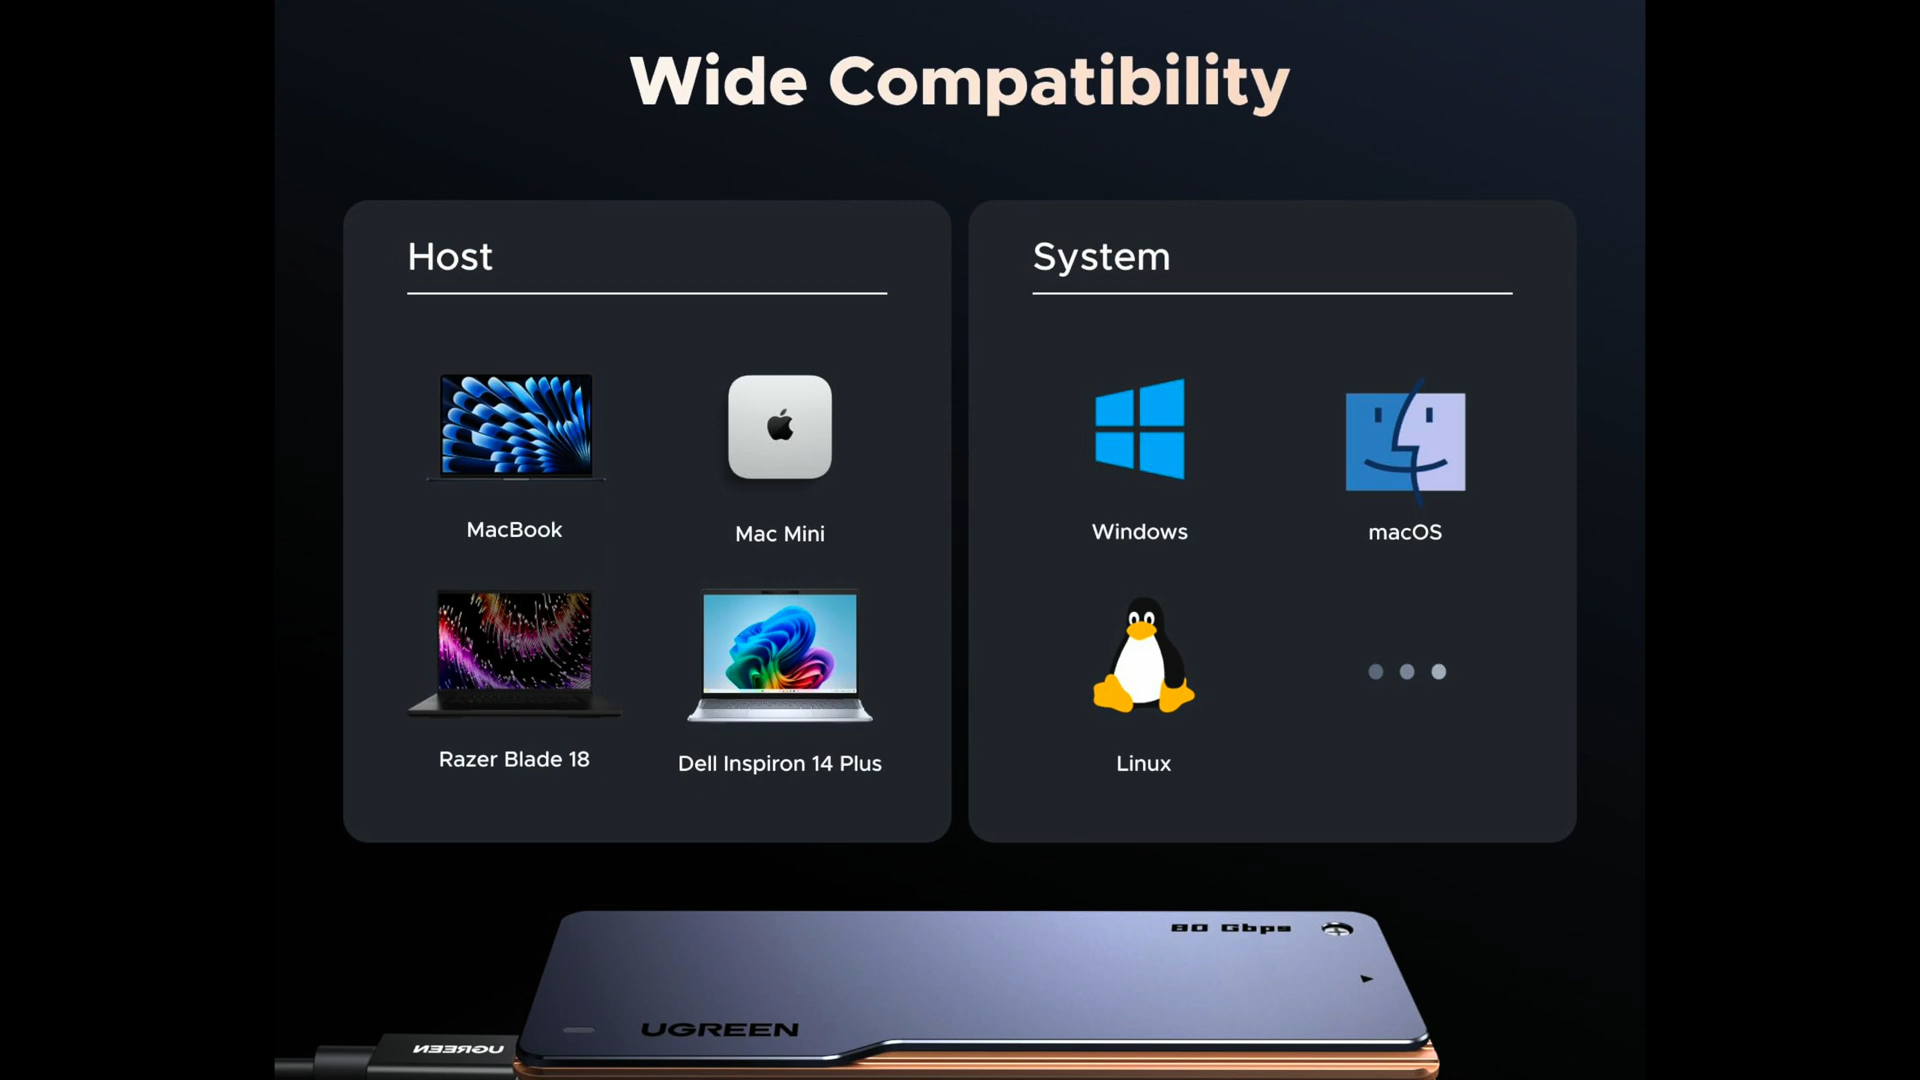 Wide Compatibility
Host
MacBook
Mac Mini
Razer Blade 18
Dell Inspiron 14 Plus
System
Windows
macOS
Linux
80 Gbps
UGREEN
UGREEN